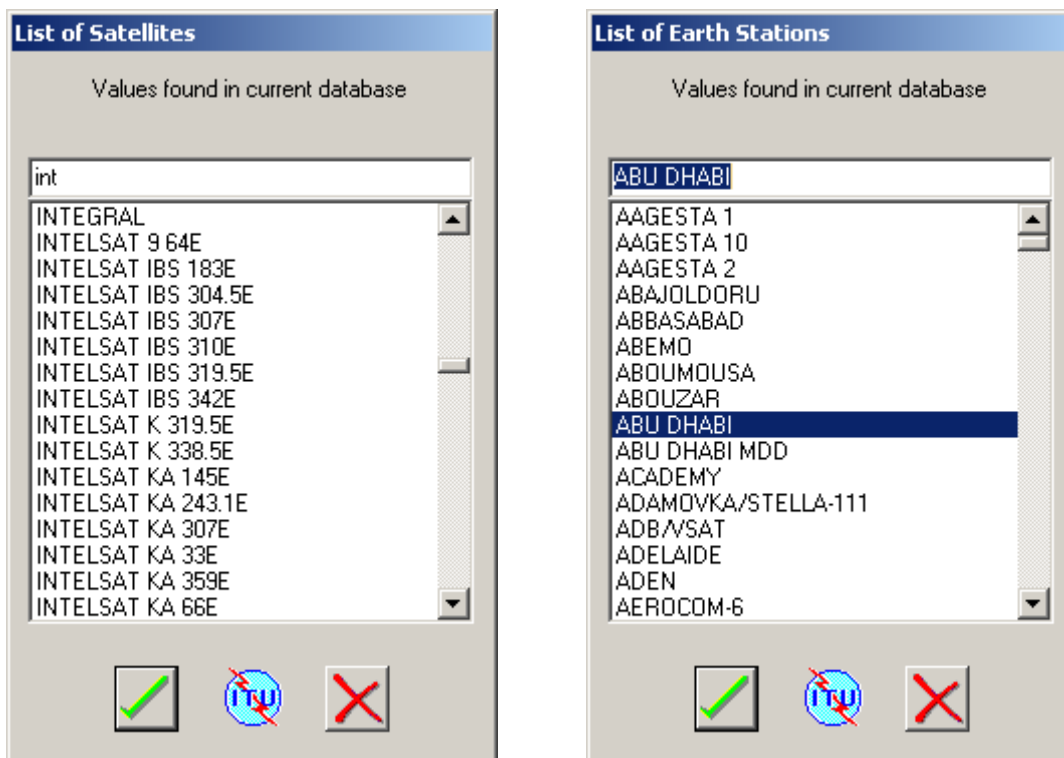 List of Satellites
Values found in current database
int
INTEGRAL
INTELSAT 9 64E
INTELSAT IBS 183E
INTELSAT IBS 304.5E
INTELSAT IBS 307E
INTELSAT IBS 310E
INTELSAT IBS 319.5E
INTELSAT IBS 342E
INTELSAT K 319.5E
INTELSAT K 338.5E
INTELSAT KA 145E
INTELSAT KA 243.1E
INTELSAT KA 307E
INTELSAT KA 33E
INTELSAT KA 359E
INTELSAT KA 66E
ITU
List of Earth Stations
Values found in current database
ABU DHABI
AAGESTA 1
AAGESTA 10
AAGESTA 2
ABAJOLDORU
ABBASABAD
ABEMO
ABOUMOUSA
ABOUZAR
ABU DHABI
ABU DHABI MDD
ACADEMY
ADAMOVKA/STELLA-111
ADB/VSAT
ADELAIDE
ADEN
AEROCOM-6
ITU